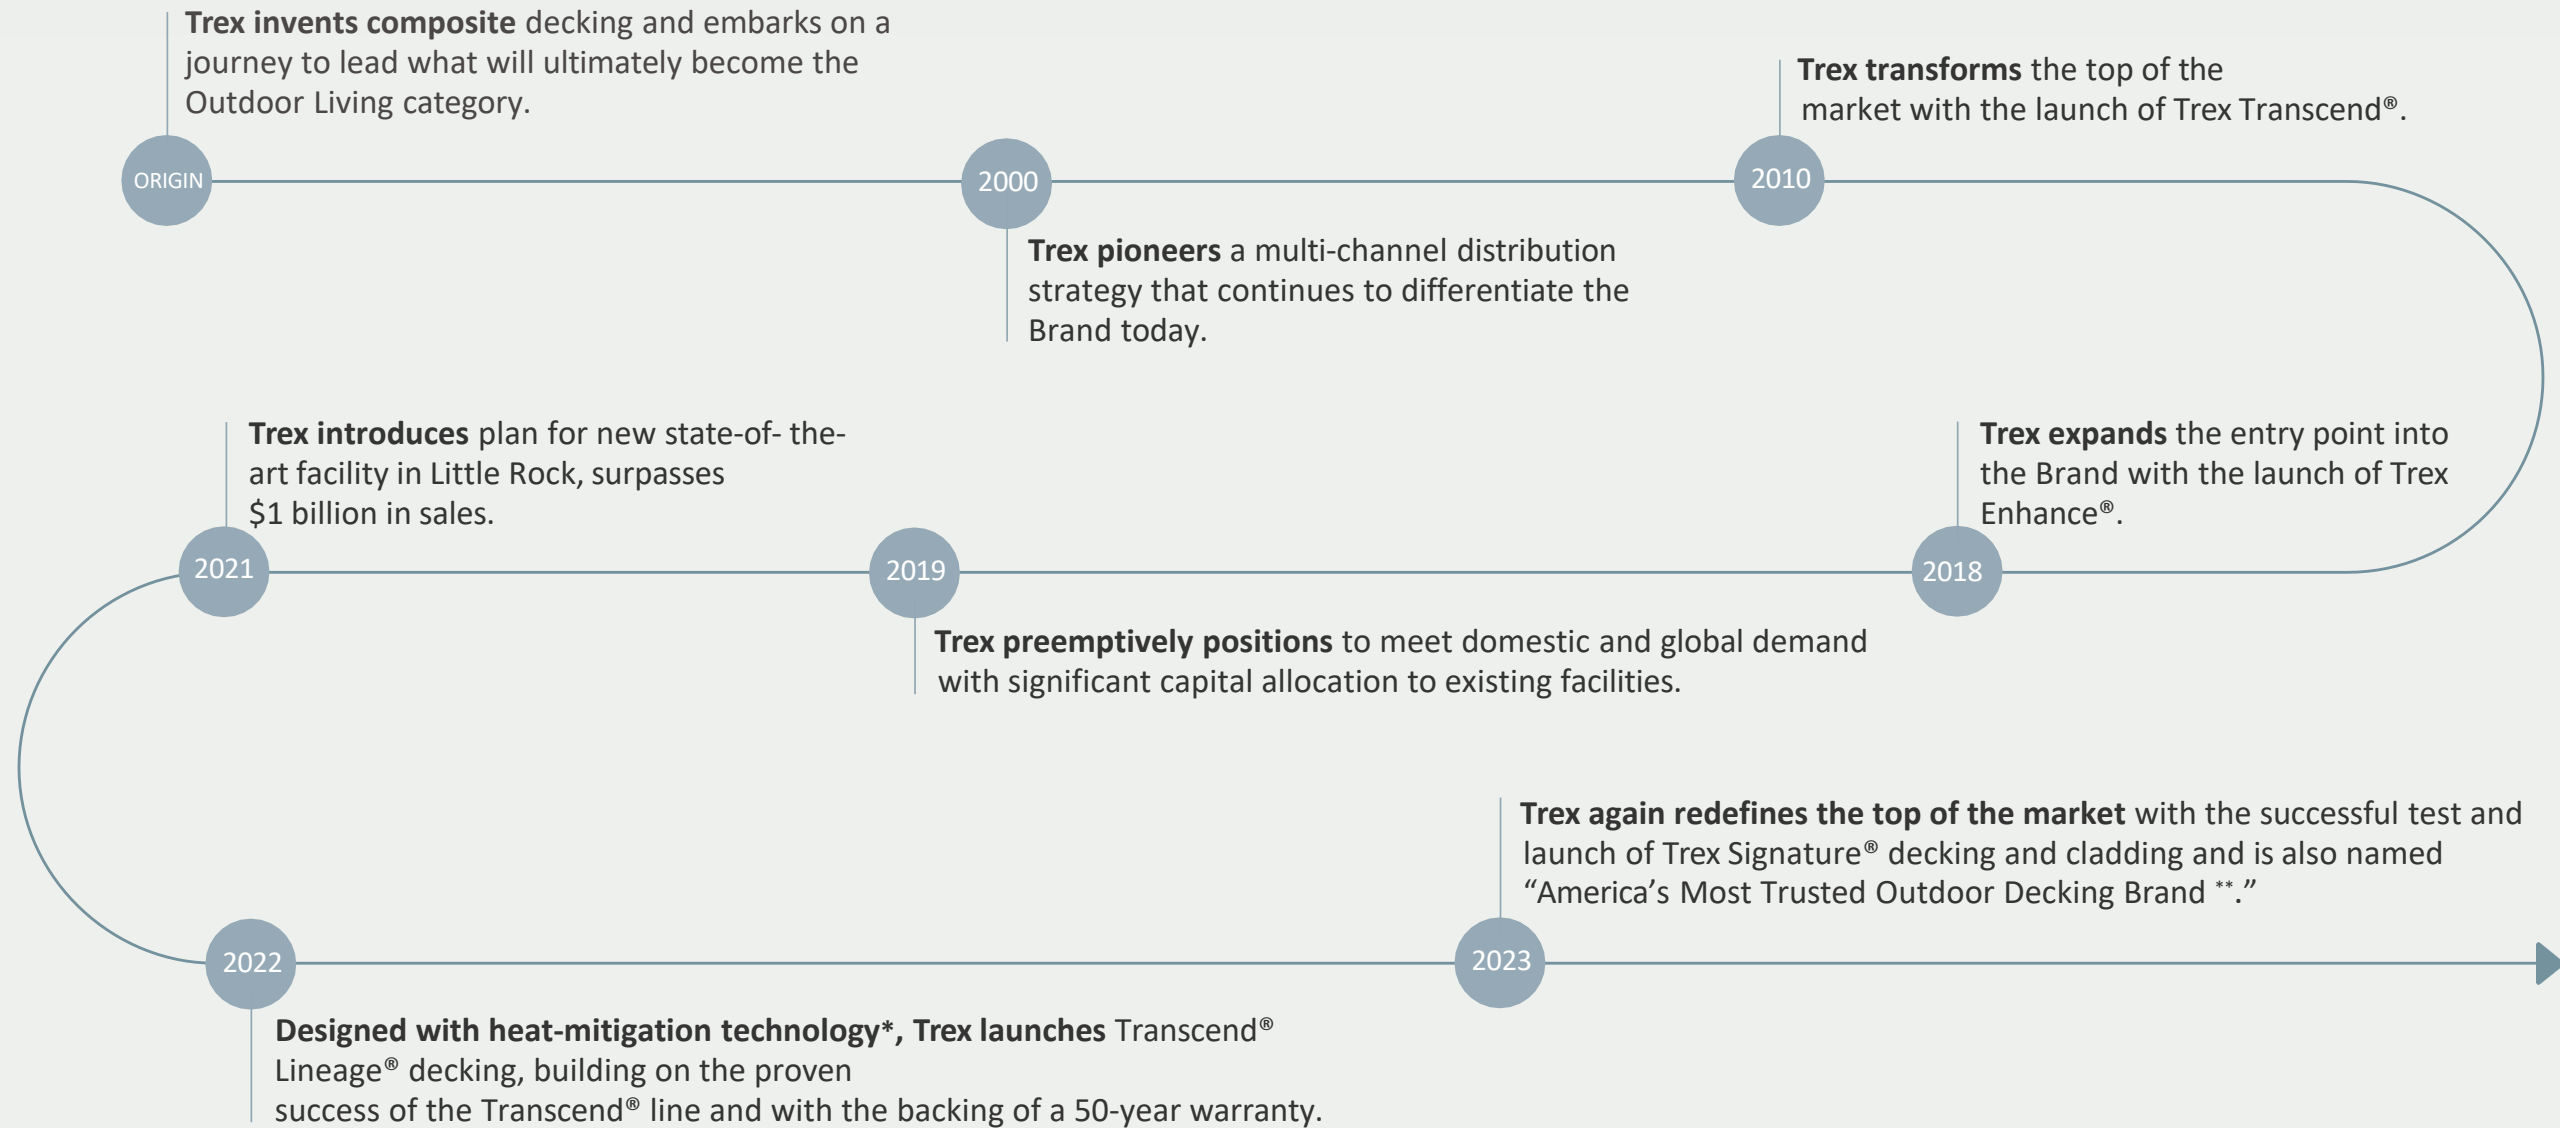 Trex invents composite decking and embarks on a
journey to lead what will ultimately become the
Outdoor Living category.
ORIGIN
2000
Trex pioneers a multi-channel distribution
strategy that continues to differentiate the
Brand today.
Trex transforms the top of the
market with the launch of Trex Transcend®.
2010
Trex expands the entry point into
the Brand with the launch of Trex
Enhance®.
2018
2019
Trex preemptively positions to meet domestic and global demand
with significant capital allocation to existing facilities.
Trex introduces plan for new state-of- the-
art facility in Little Rock, surpasses
$1 billion in sales.
2021
2022
Designed with heat-mitigation technology*, Trex launches Transcend®
Lineage® decking, building on the proven
success of the Transcend® line and with the backing of a 50-year warranty.
Trex again redefines the top of the market with the successful test and
launch of Trex Signature® decking and cladding and is also named
“America’s Most Trusted Outdoor Decking Brand **.”
2023